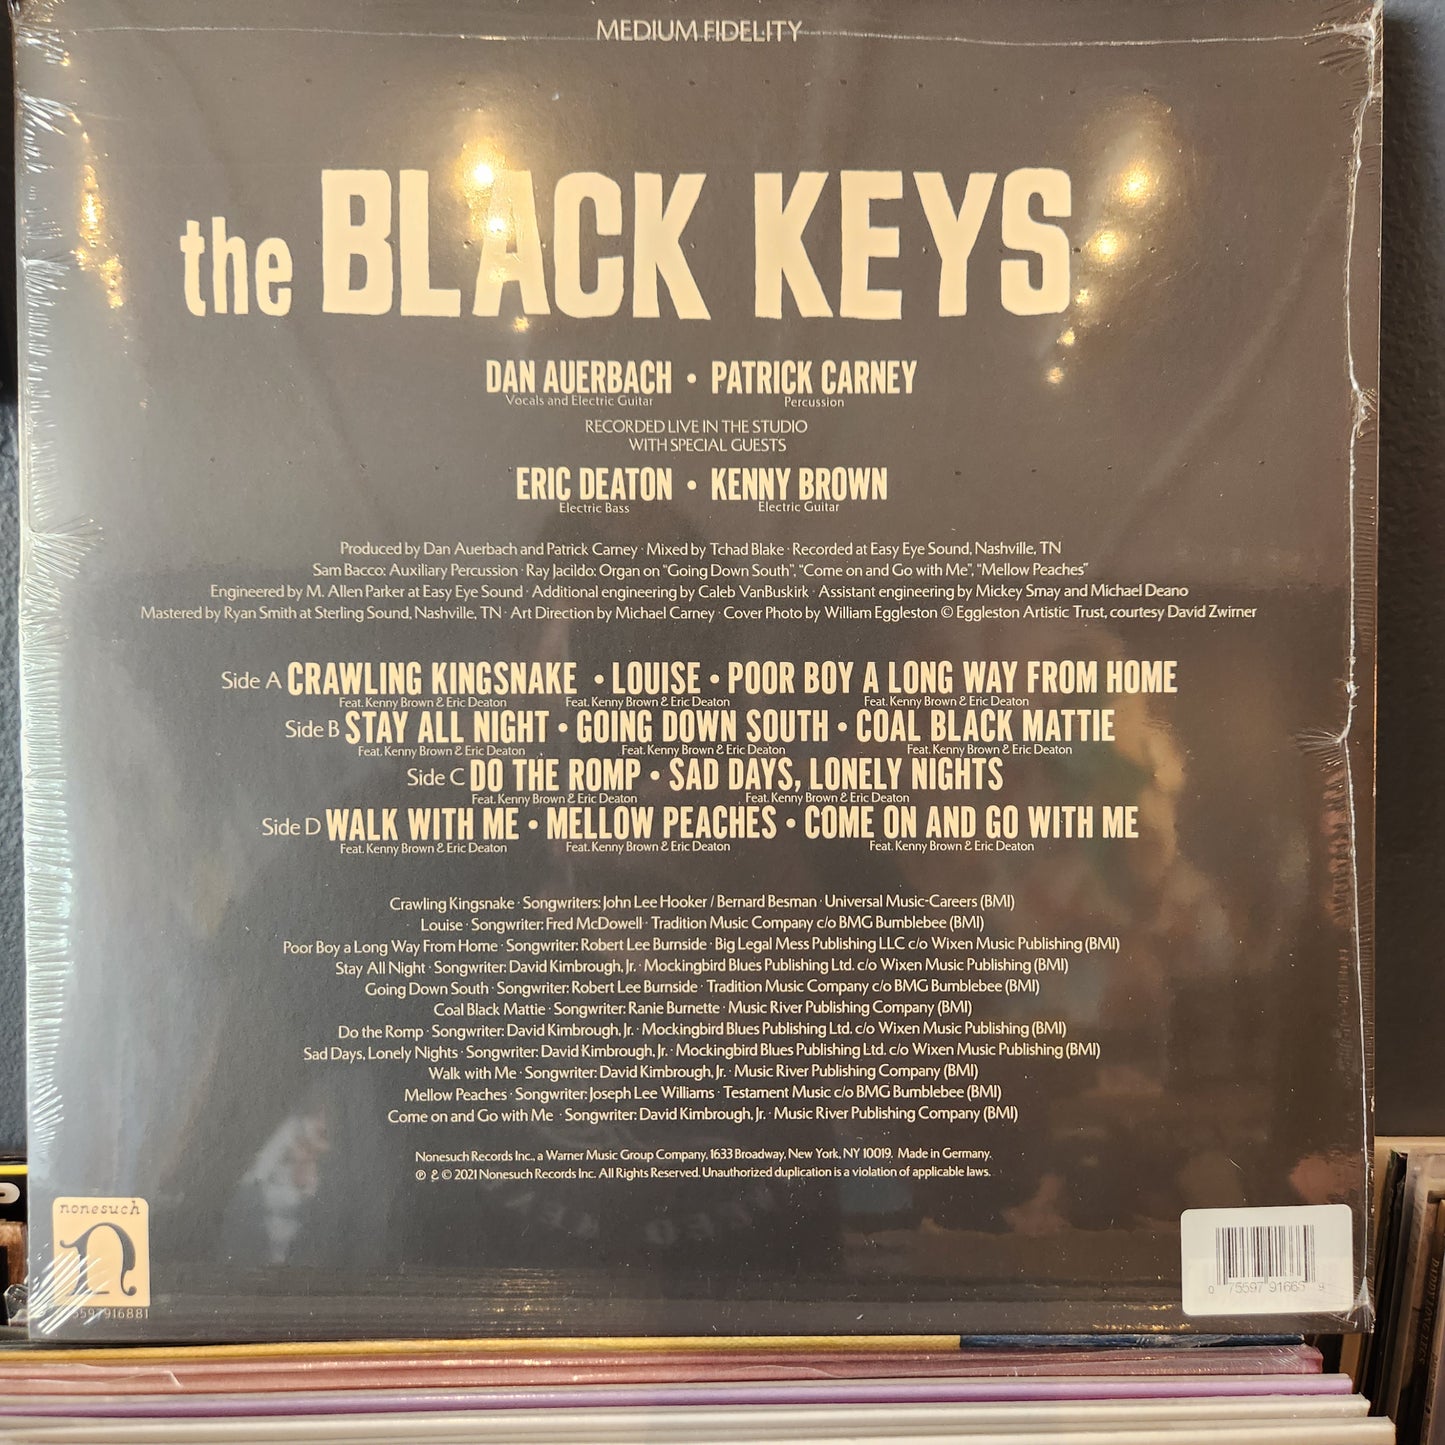 MEDIUM FIDELITY
the BLACK KEYS
DAN AUERBACH • PATRICK CARNEY
Vocals and Electric Guitar Percussion
RECORDED LIVE IN THE STUDIO
WITH SPECIAL GUESTS
ERIC DEATON • KENNY BROWN
Electric Bass Electric Guitar
Produced by Dan Auerbach and Patrick Carney · Mixed by Tchad Blake · Recorded at Easy Eye Sound, Nashville, TN
Sam Bacco: Auxiliary Percussion · Ray Jacildo: Organ on “Going Down South”, “Come on and Go with Me”, “Mellow Peaches”
Engineered by M. Allen Parker at Easy Eye Sound · Additional engineering by Caleb VanBuskirk · Assistant engineering by Mickey Smay and Michael Deano
Mastered by Ryan Smith at Sterling Sound, Nashville, TN · Art Direction by Michael Carney · Cover Photo by William Eggleston © Eggleston Artistic Trust, courtesy David Zwirner
Side A CRAWLING KINGSNAKE • LOUISE • POOR BOY A LONG WAY FROM HOME
Feat. Kenny Brown & Eric Deaton Feat. Kenny Brown & Eric Deaton Feat. Kenny Brown & Eric Deaton
Side B STAY ALL NIGHT • GOING DOWN SOUTH • COAL BLACK MATTIE
Feat. Kenny Brown & Eric Deaton Feat. Kenny Brown & Eric Deaton Feat. Kenny Brown & Eric Deaton
Side C DO THE ROMP • SAD DAYS, LONELY NIGHTS
Feat. Kenny Brown & Eric Deaton Feat. Kenny Brown & Eric Deaton
Side D WALK WITH ME • MELLOW PEACHES • COME ON AND GO WITH ME
Feat. Kenny Brown & Eric Deaton Feat. Kenny Brown & Eric Deaton Feat. Kenny Brown & Eric Deaton
Crawling Kingsnake · Songwriters: John Lee Hooker / Bernard Besman · Universal Music-Careers (BMI)
Louise · Songwriter: Fred McDowell · Tradition Music Company c/o BMG Bumblebee (BMI)
Poor Boy a Long Way From Home · Songwriter: Robert Lee Burnside · Big Legal Mess Publishing LLC c/o Wixen Music Publishing (BMI)
Stay All Night · Songwriter: David Kimbrough, Jr. · Mockingbird Blues Publishing Ltd. c/o Wixen Music Publishing (BMI)
Going Down South · Songwriter: Robert Lee Burnside · Tradition Music Company c/o BMG Bumblebee (BMI)
Coal Black Mattie · Songwriter: Ranie Burnette · Music River Publishing Company (BMI)
Do the Romp · Songwriter: David Kimbrough, Jr. · Mockingbird Blues Publishing Ltd. c/o Wixen Music Publishing (BMI)
Sad Days, Lonely Nights · Songwriter: David Kimbrough, Jr. · Mockingbird Blues Publishing Ltd. c/o Wixen Music Publishing (BMI)
Walk with Me · Songwriter: David Kimbrough, Jr. · Music River Publishing Company (BMI)
Mellow Peaches · Songwriter: Joseph Lee Williams · Testament Music c/o BMG Bumblebee (BMI)
Come on and Go with Me · Songwriter: David Kimbrough, Jr. · Music River Publishing Company (BMI)
Nonesuch Records Inc., a Warner Music Group Company, 1633 Broadway, New York, NY 10019. Made in Germany.
℗ & © 2021 Nonesuch Records Inc. All Rights Reserved. Unauthorized duplication is a violation of applicable laws.
nonesuch
n
5597916881
0 75597 91665 9